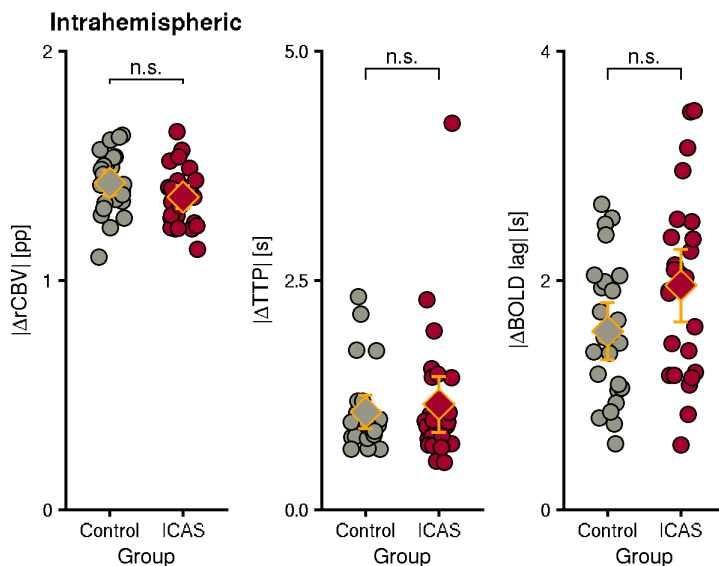 Intrahemispheric
|ΔrCBV| [pp]
2
1
0
n.s.
Control
ICAS
Group
|ΔTTP| [s]
5.0
2.5
0.0
n.s.
Control
ICAS
Group
|ΔBOLD lag| [s]
4
2
0
n.s.
Control
ICAS
Group